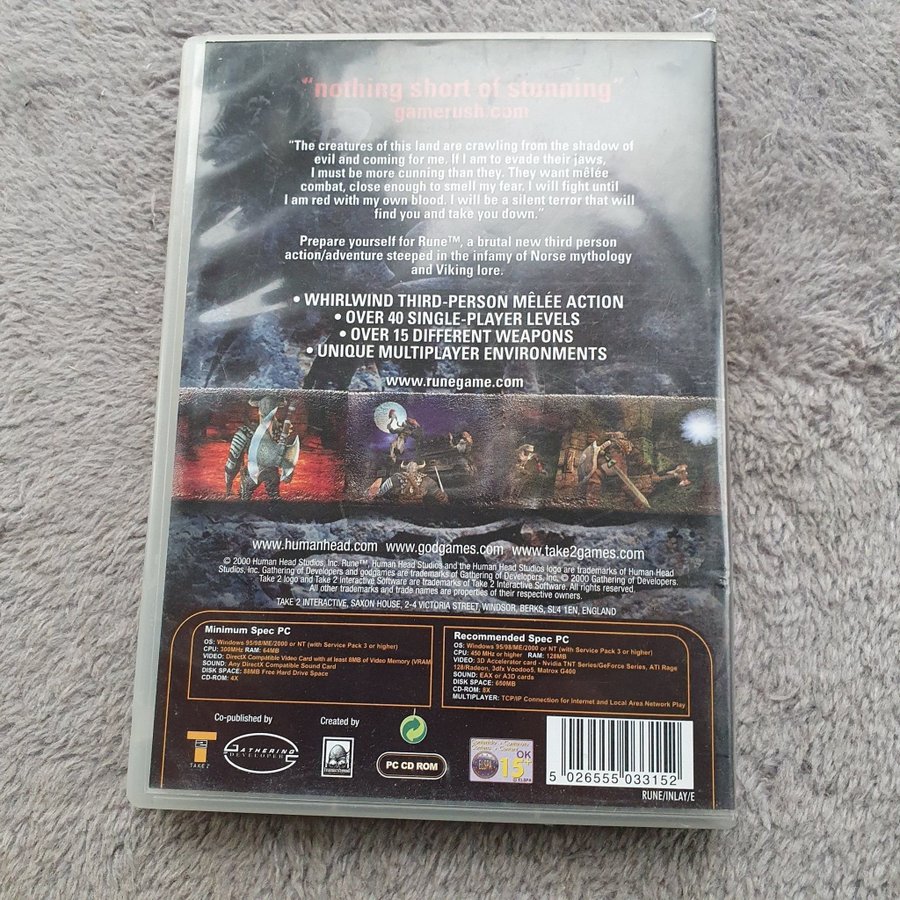 "nothing short of stunning"
gamerush.com
"The creatures of this land are crawling from the shadow of
evil and coming for me. If I am to evade their jaws,
I must be more cunning than they. They want mêlée
combat, close enough to smell my fear. I will fight until
I am red with my own blood. I will be a silent terror that will
find you and take you down."
Prepare yourself for Rune™, a brutal new third person
action/adventure steeped in the infamy of Norse mythology
and Viking lore.
• WHIRLWIND THIRD-PERSON MÊLÉE ACTION
• OVER 40 SINGLE-PLAYER LEVELS
• OVER 15 DIFFERENT WEAPONS
• UNIQUE MULTIPLAYER ENVIRONMENTS
www.runegame.com
www.humanhead.com www.godgames.com www.take2games.com
© 2000 Human Head Studios, Inc. Rune™, Human Head Studios and the Human Head Studios logo are trademarks of Human Head
Studios, inc. Gathering of Developers and godgames are trademarks of Gathering of Developers, Inc. © 2000 Gathering of Developers.
Take 2 logo and Take 2 Interactive Software are trademarks of Take 2 Interactive Software. All rights reserved.
All other trademarks and trade names are properties of their respective owners.
TAKE 2 INTERACTIVE, SAXON HOUSE, 2-4 VICTORIA STREET, WINDSOR, BERKS, SL4 1EN, ENGLAND
Minimum Spec PC
OS: Windows 95/98/ME/2000 or NT (with Service Pack 3 or higher)
CPU: 300MHz RAM: 64MB
VIDEO: DirectX Compatible Video Card with at least 8MB of Video Memory (VRAM
SOUND: Any DirectX Compatible Sound Card
DISK SPACE: 88MB Free Hard Drive Space
CD-ROM: 4X
Recommended Spec PC
OS: Windows 95/98/ME/2000 or NT (with Service Pack 3 or higher)
CPU: 450 MHz or higher RAM: 128MB
VIDEO: 3D Accelerator card - Nvidia TNT Series/GeForce Series, ATI Rage
128/Radeon, 3dfx Voodoo5, Matrox G400
SOUND: EAX or A3D cards
DISK SPACE: 650MB
CD-ROM: 8X
MULTIPLAYER: TCP/IP Connection for Internet and Local Area Network Play
Co-published by
TAKE 2
GATHERING
DEVELOPERS
Created by
PC CD ROM
ELSPA
OK
15+
© ELSPA
5 026555 033152
RUNE/INLAY/E